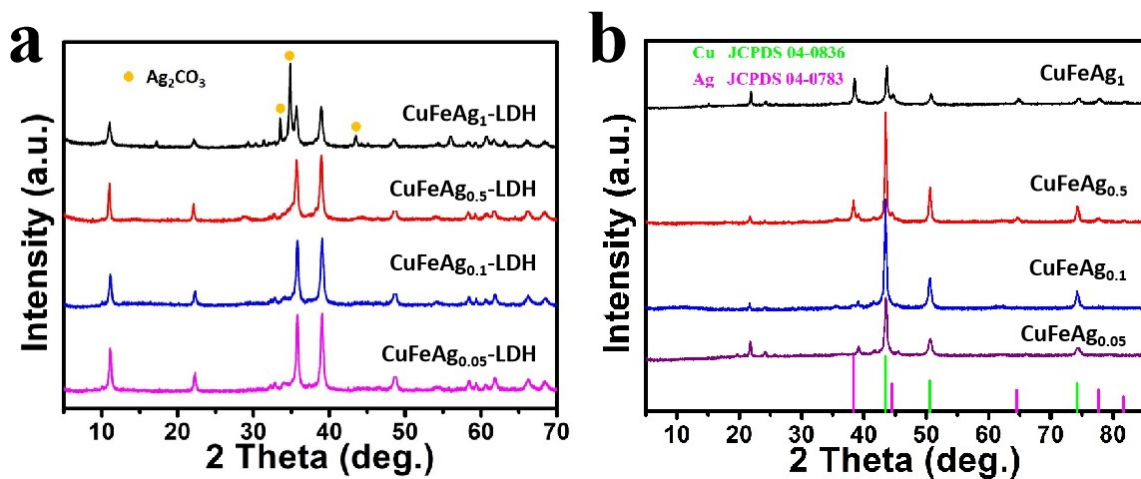 a
Ag₂CO₃
CuFeAg₁-LDH
CuFeAg₀.₅-LDH
CuFeAg₀.₁-LDH
CuFeAg₀.₀₅-LDH
Intensity (a.u.)
10 20 30 40 50 60 70
2 Theta (deg.)
b
Cu JCPDS 04-0836
Ag JCPDS 04-0783
CuFeAg₁
CuFeAg₀.₅
CuFeAg₀.₁
CuFeAg₀.₀₅
Intensity (a.u.)
10 20 30 40 50 60 70 80
2 Theta (deg.)